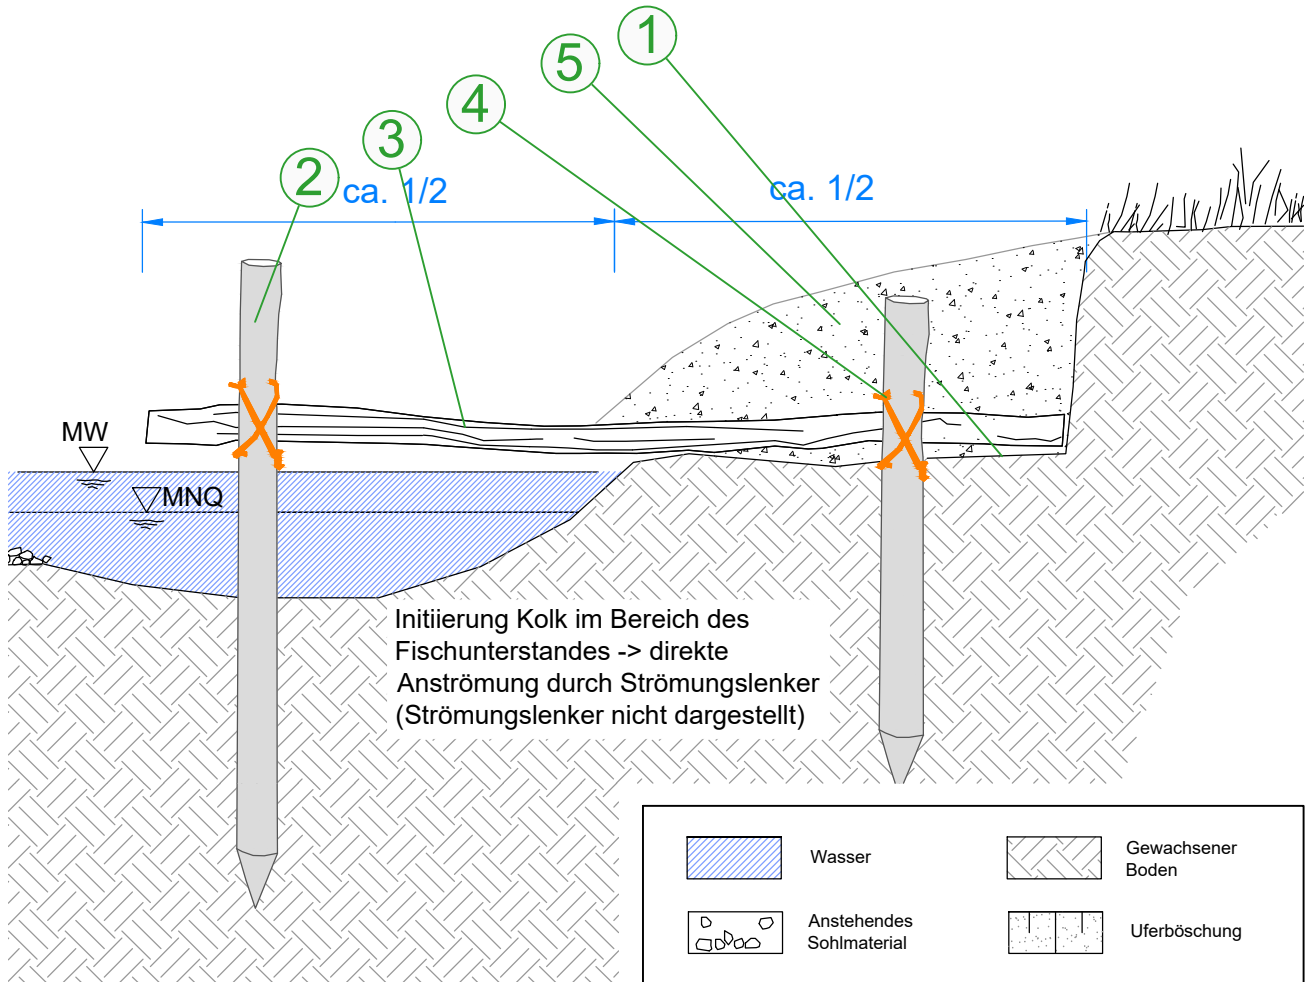 1
5
4
3
2
ca. 1/2
ca. 1/2
MW
MNQ
Initiierung Kolk im Bereich des
Fischunterstandes -> direkte
Anströmung durch Strömungslenker
(Strömungslenker nicht dargestellt)
Wasser
Gewachsener
Boden
Anstehendes
Sohlmaterial
Uferböschung